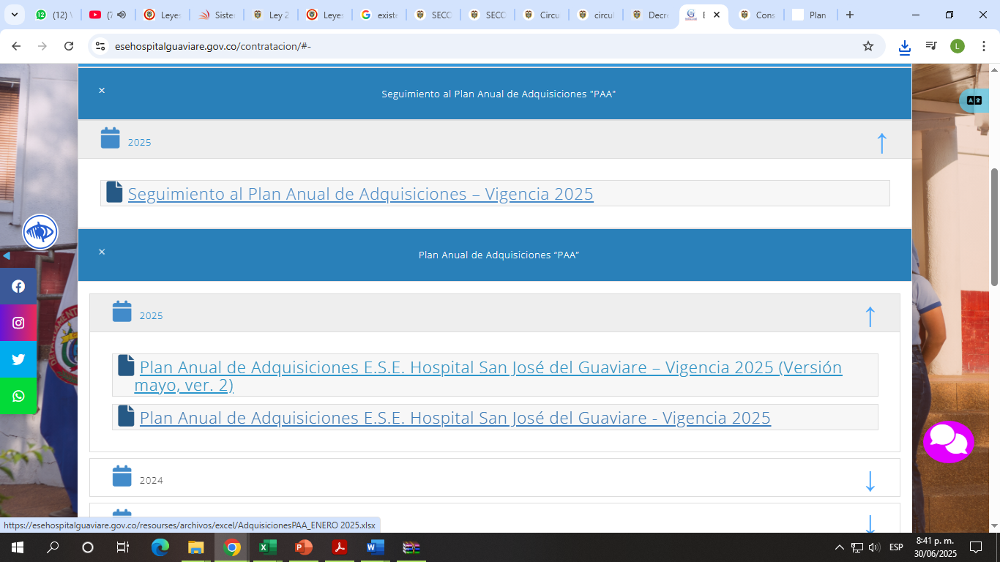 (12) \
(7
Leyes
Sister
Ley 2
Leyes
existe
SECO
SECO
Circu
circul
Decre
E
Cons
Plan
esehospitalguaviare.gov.co/contratacion/#-
L
×
Seguimiento al Plan Anual de Adquisiciones "PAA"
2025
Seguimiento al Plan Anual de Adquisiciones – Vigencia 2025
×
Plan Anual de Adquisiciones “PAA”
2025
Plan Anual de Adquisiciones E.S.E. Hospital San José del Guaviare – Vigencia 2025 (Versión
mayo, ver. 2)
Plan Anual de Adquisiciones E.S.E. Hospital San José del Guaviare - Vigencia 2025
2024
https://esehospitalguaviare.gov.co/resourses/archivos/excel/AdquisicionesPAA_ENERO 2025.xlsx
ESP
8:41 p. m.
30/06/2025